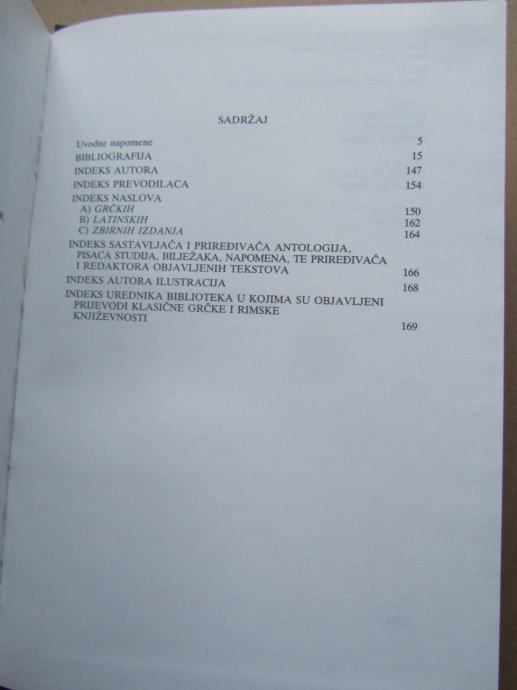 SADRŽAJ
Uvodne napomene 5
BIBLIOGRAFIJA 15
INDEKS AUTORA 147
INDEKS PREVODILACA 154
INDEKS NASLOVA
A) GRČKIH 150
B) LATINSKIH 162
C) ZBIRNIH IZDANJA 164
INDEKS SASTAVLJAČA I PRIREĐIVAČA ANTOLOGIJA,
PISACA STUDIJA, BILJEŽAKA, NAPOMENA, TE PRIREĐIVAČA
I REDAKTORA OBJAVLJENIH TEKSTOVA 166
INDEKS AUTORA ILUSTRACIJA 168
INDEKS UREDNIKA BIBLIOTEKA U KOJIMA SU OBJAVLJENI
PRIJEVODI KLASIČNE GRČKE I RIMSKE
KNJIŽEVNOSTI 169